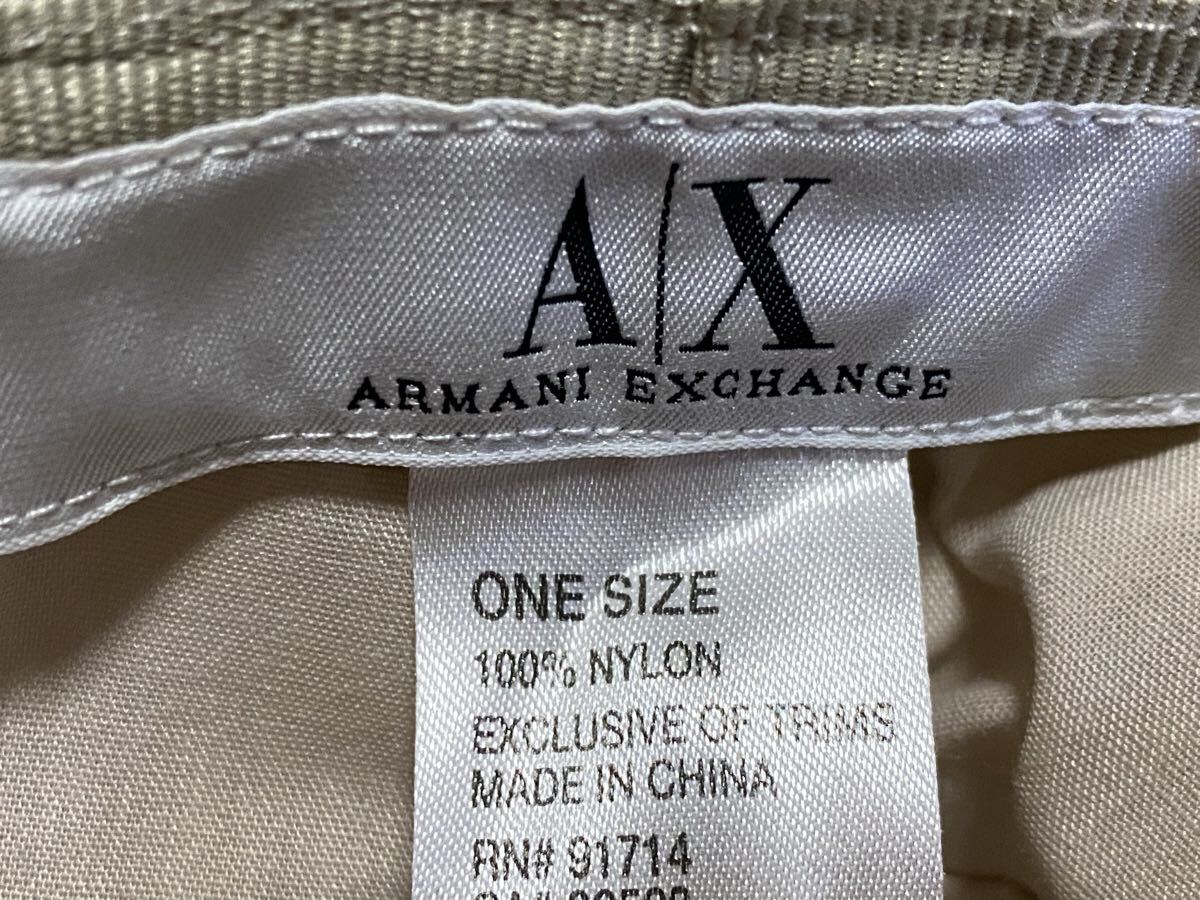 A|X
ARMANI EXCHANGE
ONE SIZE
100% NYLON
EXCLUSIVE OF TRIMS
MADE IN CHINA
RN# 91714